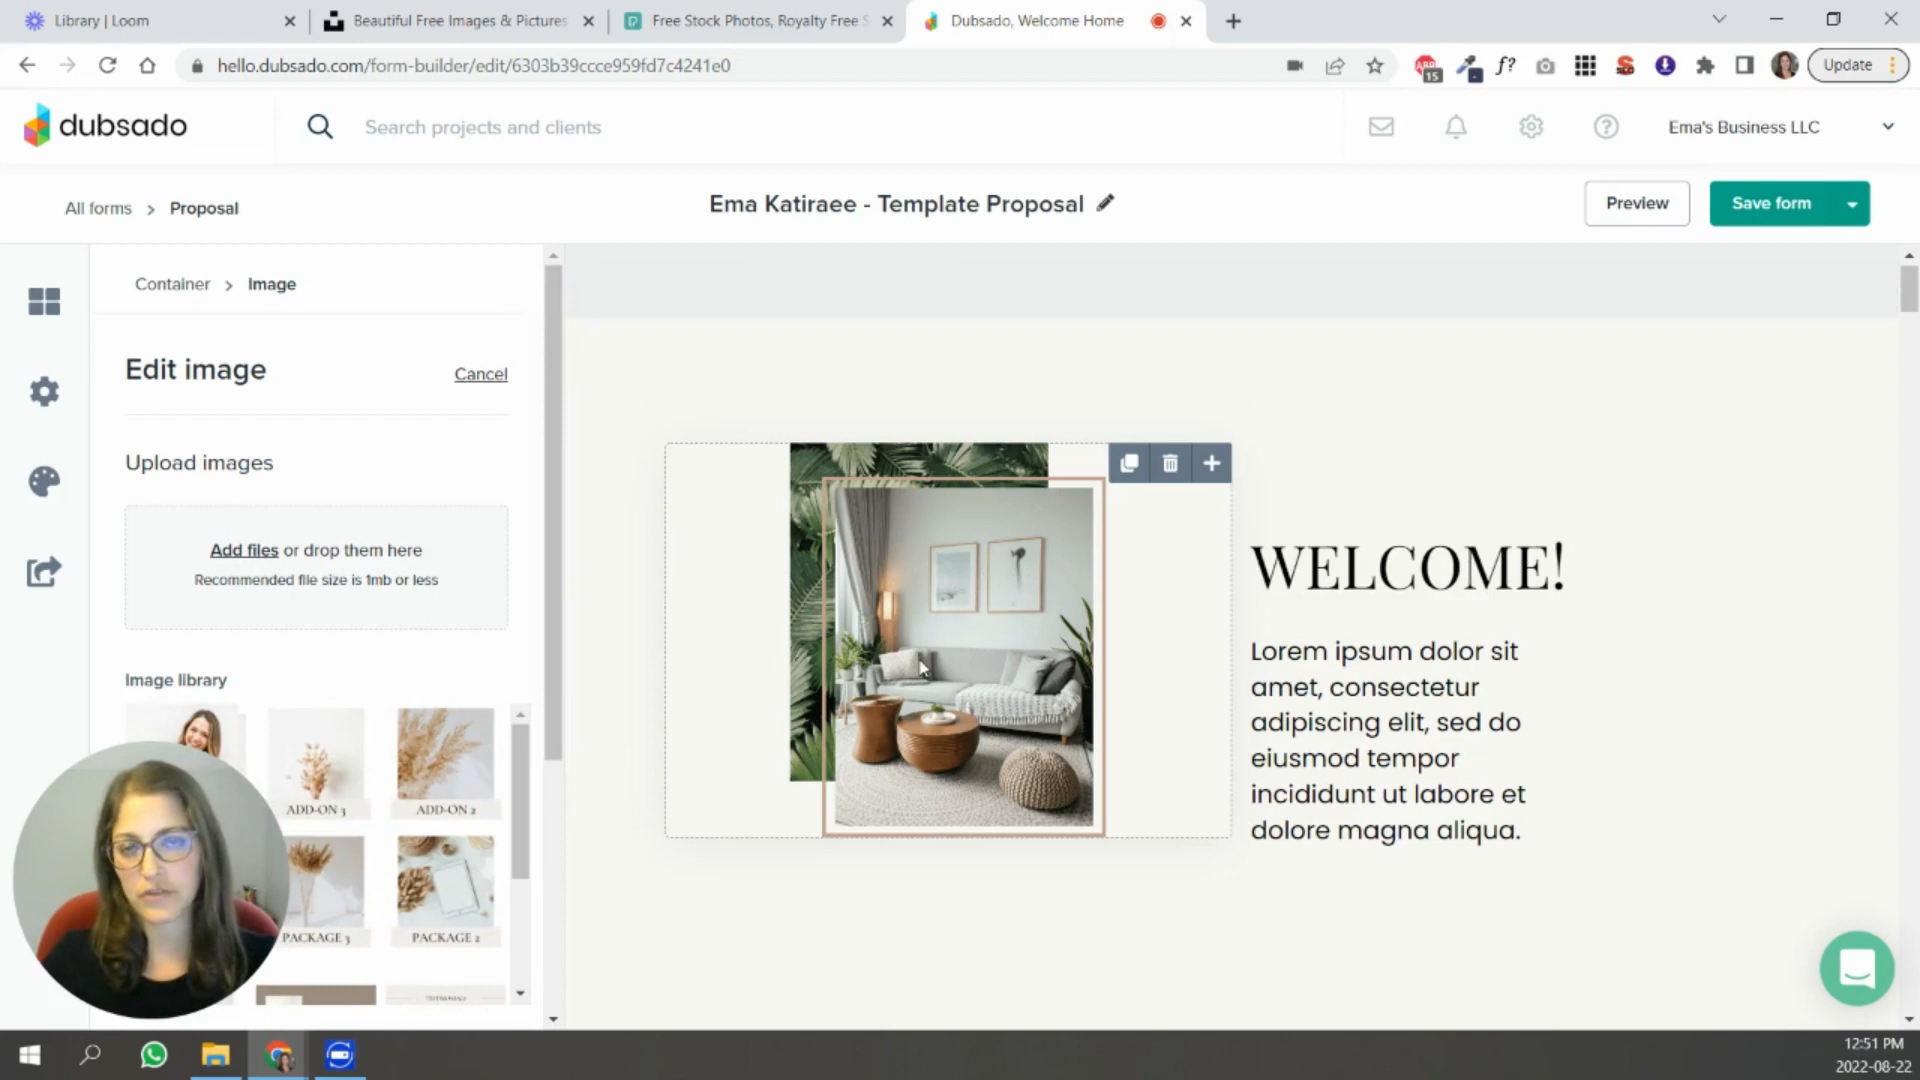 Library | Loom
Beautiful Free Images & Pictures
Free Stock Photos, Royalty Free S
Dubsado, Welcome Home
hello.dubsado.com/form-builder/edit/6303b39ccce959fd7c4241e0
15
f?
Update
dubsado
Search projects and clients
Ema's Business LLC
All forms > Proposal
Ema Katiraee - Template Proposal
Preview
Save form
Container > Image
Edit image
Cancel
Upload images
Add files or drop them here
Recommended file size is 1mb or less
Image library
ADD-ON 3
ADD-ON 2
PACKAGE 3
PACKAGE 2
WELCOME!
Lorem ipsum dolor sit
amet, consectetur
adipiscing elit, sed do
eiusmod tempor
incididunt ut labore et
dolore magna aliqua.
12:51 PM
2022-08-22